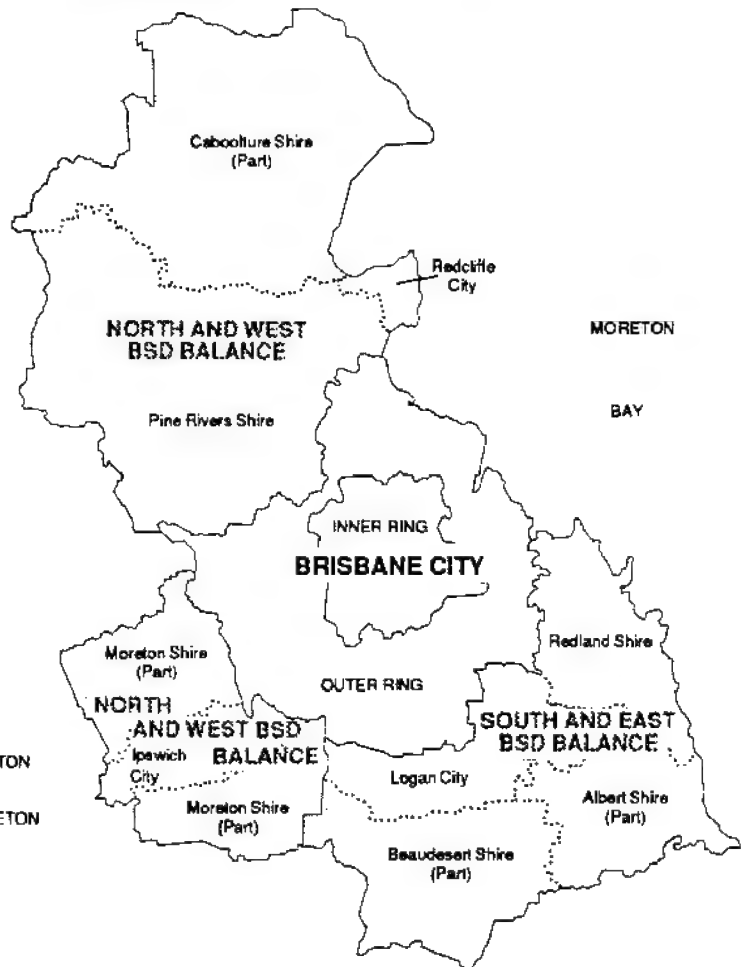 Caboolture Shire
(Part)
Redcliffe
City
NORTH AND WEST
BSD BALANCE
MORETON
BAY
Pine Rivers Shire
INNER RING
BRISBANE CITY
Moreton Shire
(Part)
Redland Shire
OUTER RING
NORTH
AND WEST BSD
BALANCE
SOUTH AND EAST
BSD BALANCE
Ipswich
City
TON
Logan City
Albert Shire
(Part)
Moreton Shire
(Part)
ETON
Beaudesert Shire
(Part)